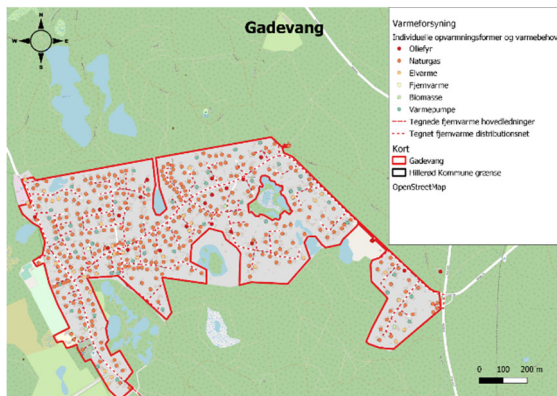 Gadevang
N
W
E
S
Varmeforsyning
Individuelle opvarmningsformer og varmebehov
Oliefyr
Naturgas
Elvarme
Fjernvarme
Biomasse
Varmepumpe
Tegnede fjernvarme hovedledninger
Tegnet fjernvarme distributionsnet
Kort
Gadevang
Hillerød Kommune grænse
OpenStreetMap
0 100 200 m